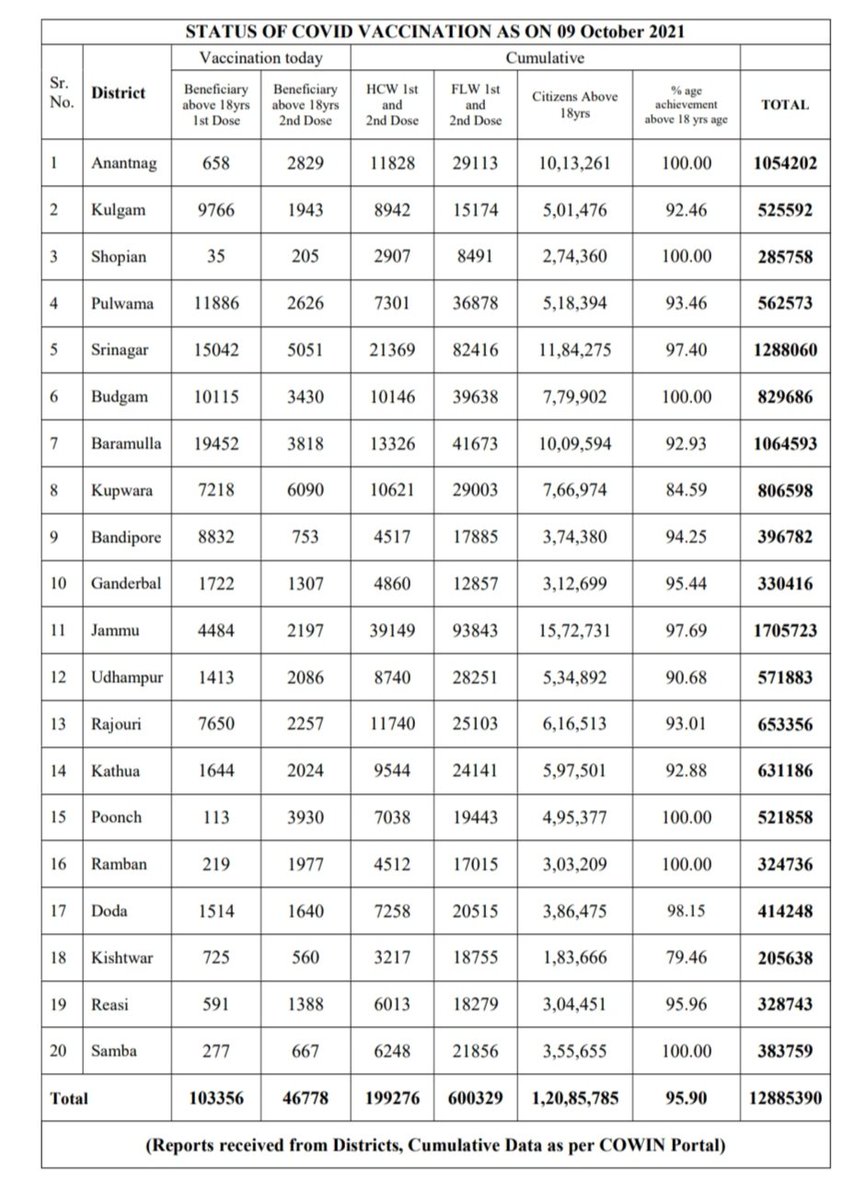 STATUS OF COVID VACCINATION AS ON 09 October 2021
Vaccination today Cumulative
Sr. No. District Beneficiary above 18yrs 1st Dose Beneficiary above 18yrs 2nd Dose HCW 1st and 2nd Dose FLW 1st and 2nd Dose Citizens Above 18yrs % age achievement above 18 yrs age TOTAL
1 Anantnag 658 2829 11828 29113 10,13,261 100.00 1054202
2 Kulgam 9766 1943 8942 15174 5,01,476 92.46 525592
3 Shopian 35 205 2907 8491 2,74,360 100.00 285758
4 Pulwama 11886 2626 7301 36878 5,18,394 93.46 562573
5 Srinagar 15042 5051 21369 82416 11,84,275 97.40 1288060
6 Budgam 10115 3430 10146 39638 7,79,902 100.00 829686
7 Baramulla 19452 3818 13326 41673 10,09,594 92.93 1064593
8 Kupwara 7218 6090 10621 29003 7,66,974 84.59 806598
9 Bandipore 8832 753 4517 17885 3,74,380 94.25 396782
10 Ganderbal 1722 1307 4860 12857 3,12,699 95.44 330416
11 Jammu 4484 2197 39149 93843 15,72,731 97.69 1705723
12 Udhampur 1413 2086 8740 28251 5,34,892 90.68 571883
13 Rajouri 7650 2257 11740 25103 6,16,513 93.01 653356
14 Kathua 1644 2024 9544 24141 5,97,501 92.88 631186
15 Poonch 113 3930 7038 19443 4,95,377 100.00 521858
16 Ramban 219 1977 4512 17015 3,03,209 100.00 324736
17 Doda 1514 1640 7258 20515 3,86,475 98.15 414248
18 Kishtwar 725 560 3217 18755 1,83,666 79.46 205638
19 Reasi 591 1388 6013 18279 3,04,451 95.96 328743
20 Samba 277 667 6248 21856 3,55,655 100.00 383759
Total 103356 46778 199276 600329 1,20,85,785 95.90 12885390
(Reports received from Districts, Cumulative Data as per COWIN Portal)